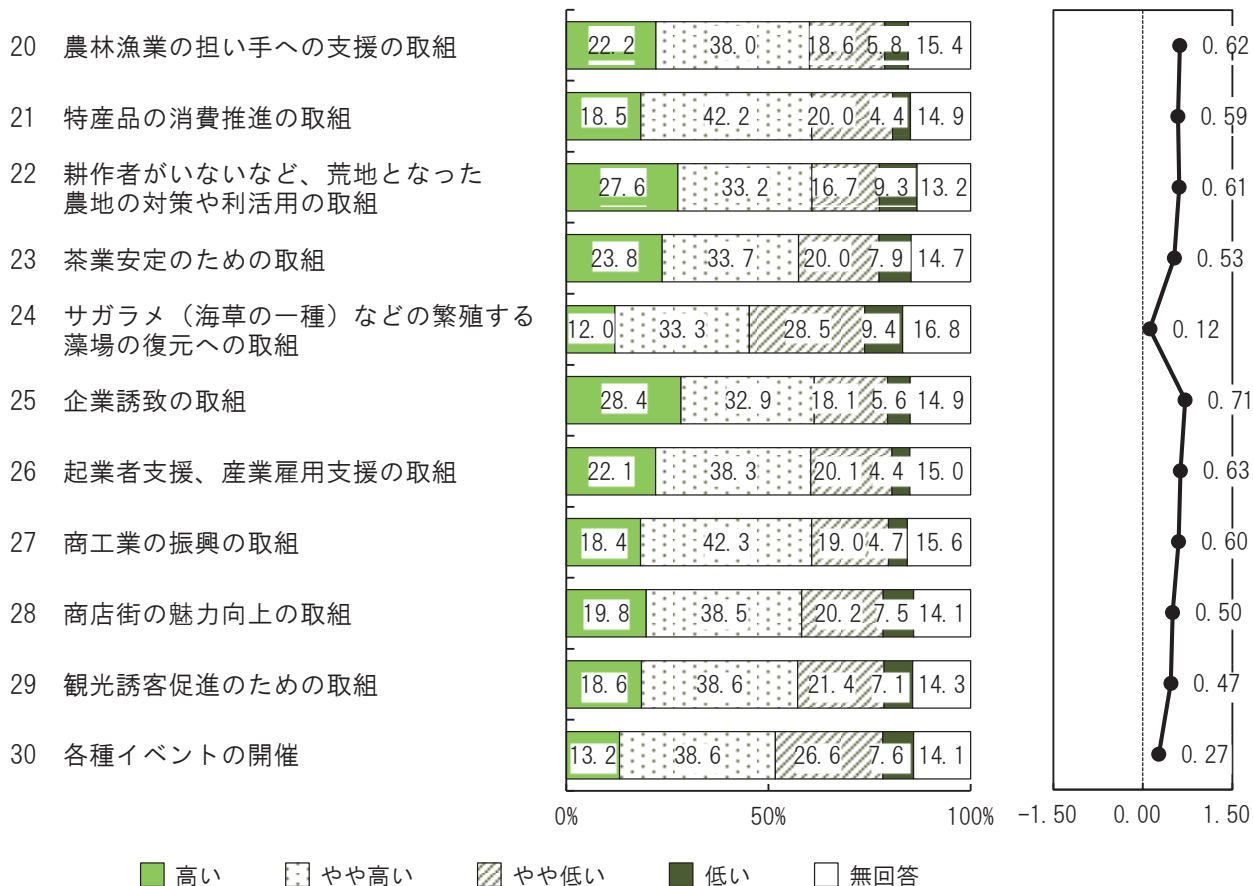 20 農林漁業の担い手への支援の取組 22.2 38.0 18.6 5.8 15.4 0.62
21 特産品の消費推進の取組 18.5 42.2 20.0 4.4 14.9 0.59
22 耕作者がいないなど、荒地となった
農地の対策や利活用の取組 27.6 33.2 16.7 9.3 13.2 0.61
23 茶業安定のための取組 23.8 33.7 20.0 7.9 14.7 0.53
24 サガラメ（海草の一種）などの繁殖する
藻場の復元への取組 12.0 33.3 28.5 9.4 16.8 0.12
25 企業誘致の取組 28.4 32.9 18.1 5.6 14.9 0.71
26 起業者支援、産業雇用支援の取組 22.1 38.3 20.1 4.4 15.0 0.63
27 商工業の振興の取組 18.4 42.3 19.0 4.7 15.6 0.60
28 商店街の魅力向上の取組 19.8 38.5 20.2 7.5 14.1 0.50
29 観光誘客促進のための取組 18.6 38.6 21.4 7.1 14.3 0.47
30 各種イベントの開催 13.2 38.6 26.6 7.6 14.1 0.27
0% 50% 100% -1.50 0.00 1.50
高い やや高い やや低い 低い 無回答